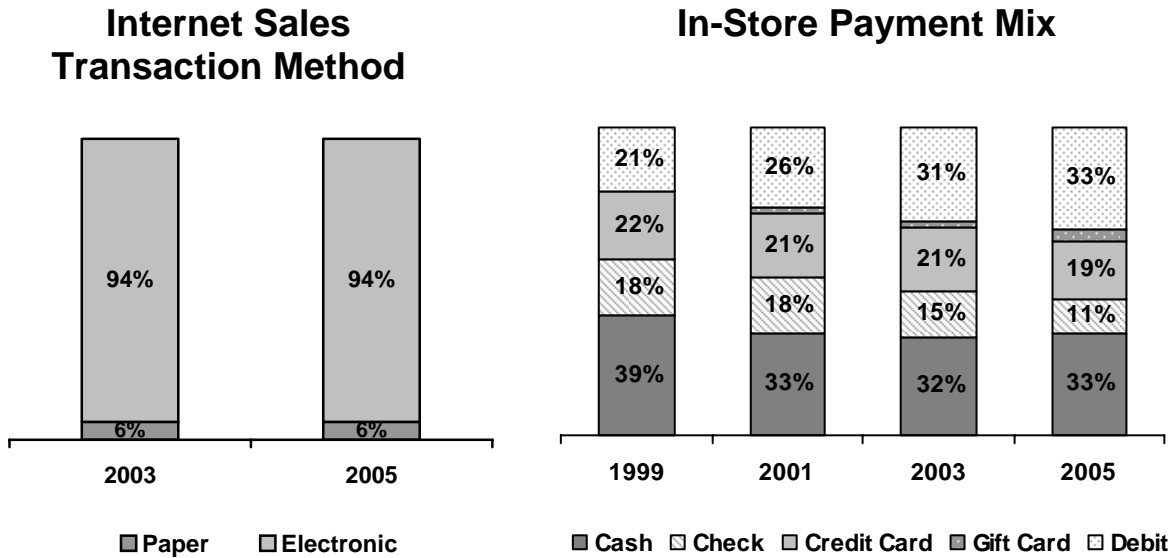 Internet Sales
Transaction Method
94%
94%
6%
6%
2003
2005
Paper
Electronic
In-Store Payment Mix
21%
26%
31%
33%
22%
21%
21%
19%
18%
18%
15%
11%
39%
33%
32%
33%
1999
2001
2003
2005
Cash
Check
Credit Card
Gift Card
Debit